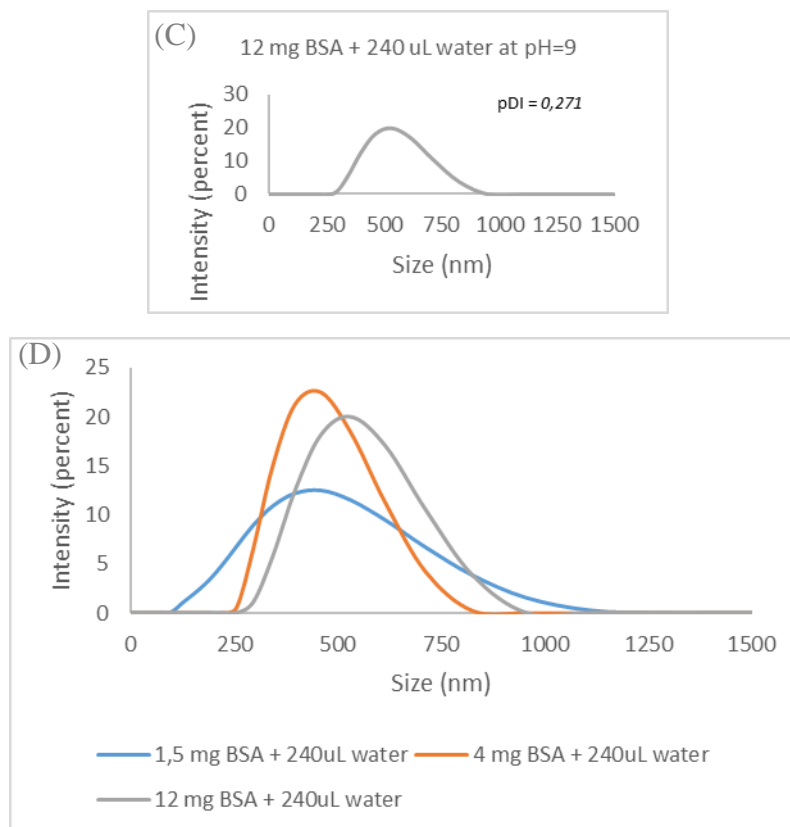 (C)
12 mg BSA + 240 uL water at pH=9
pDI = 0,271
Intensity (percent)
30
20
10
0
0 250 500 750 1000 1250 1500
Size (nm)
(D)
Intensity (percent)
25
20
15
10
5
0
0 250 500 750 1000 1250 1500
Size (nm)
1,5 mg BSA + 240uL water 4 mg BSA + 240uL water
12 mg BSA + 240uL water